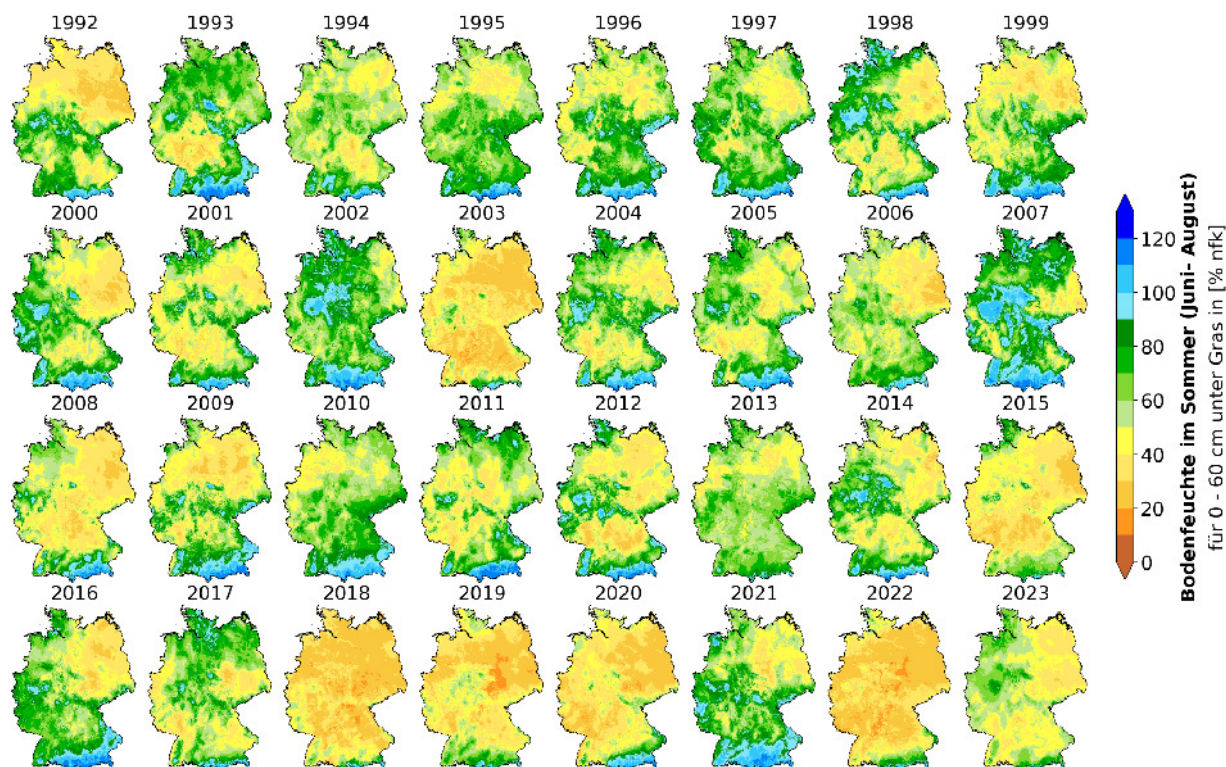 1992 1993 1994 1995 1996 1997 1998 1999
2000 2001 2002 2003 2004 2005 2006 2007
2008 2009 2010 2011 2012 2013 2014 2015
2016 2017 2018 2019 2020 2021 2022 2023
120
100
80
60
40
20
0
Bodenfeuchte im Sommer (Juni- August)
für 0 - 60 cm unter Gras in [% nfk]